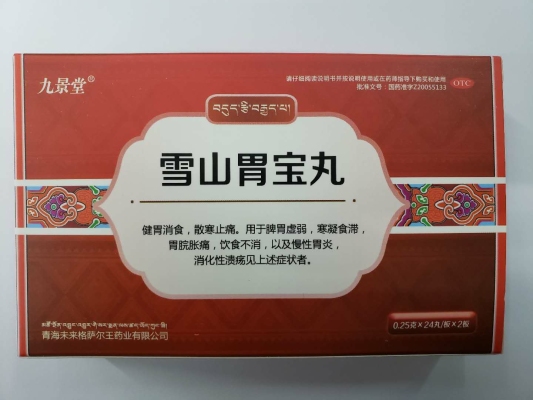 九景堂®
请仔细阅读说明书并按说明使用或在药师指导下购买和使用
批准文号：国药准字Z20055133
OTC
雪山胃宝丸
健胃消食，散寒止痛。用于脾胃虚弱，寒凝食滞，
胃脘胀痛，饮食不消，以及慢性胃炎，
消化性溃疡见上述症状者。
青海未来格萨尔王药业有限公司
0.25克×24丸/板×2板